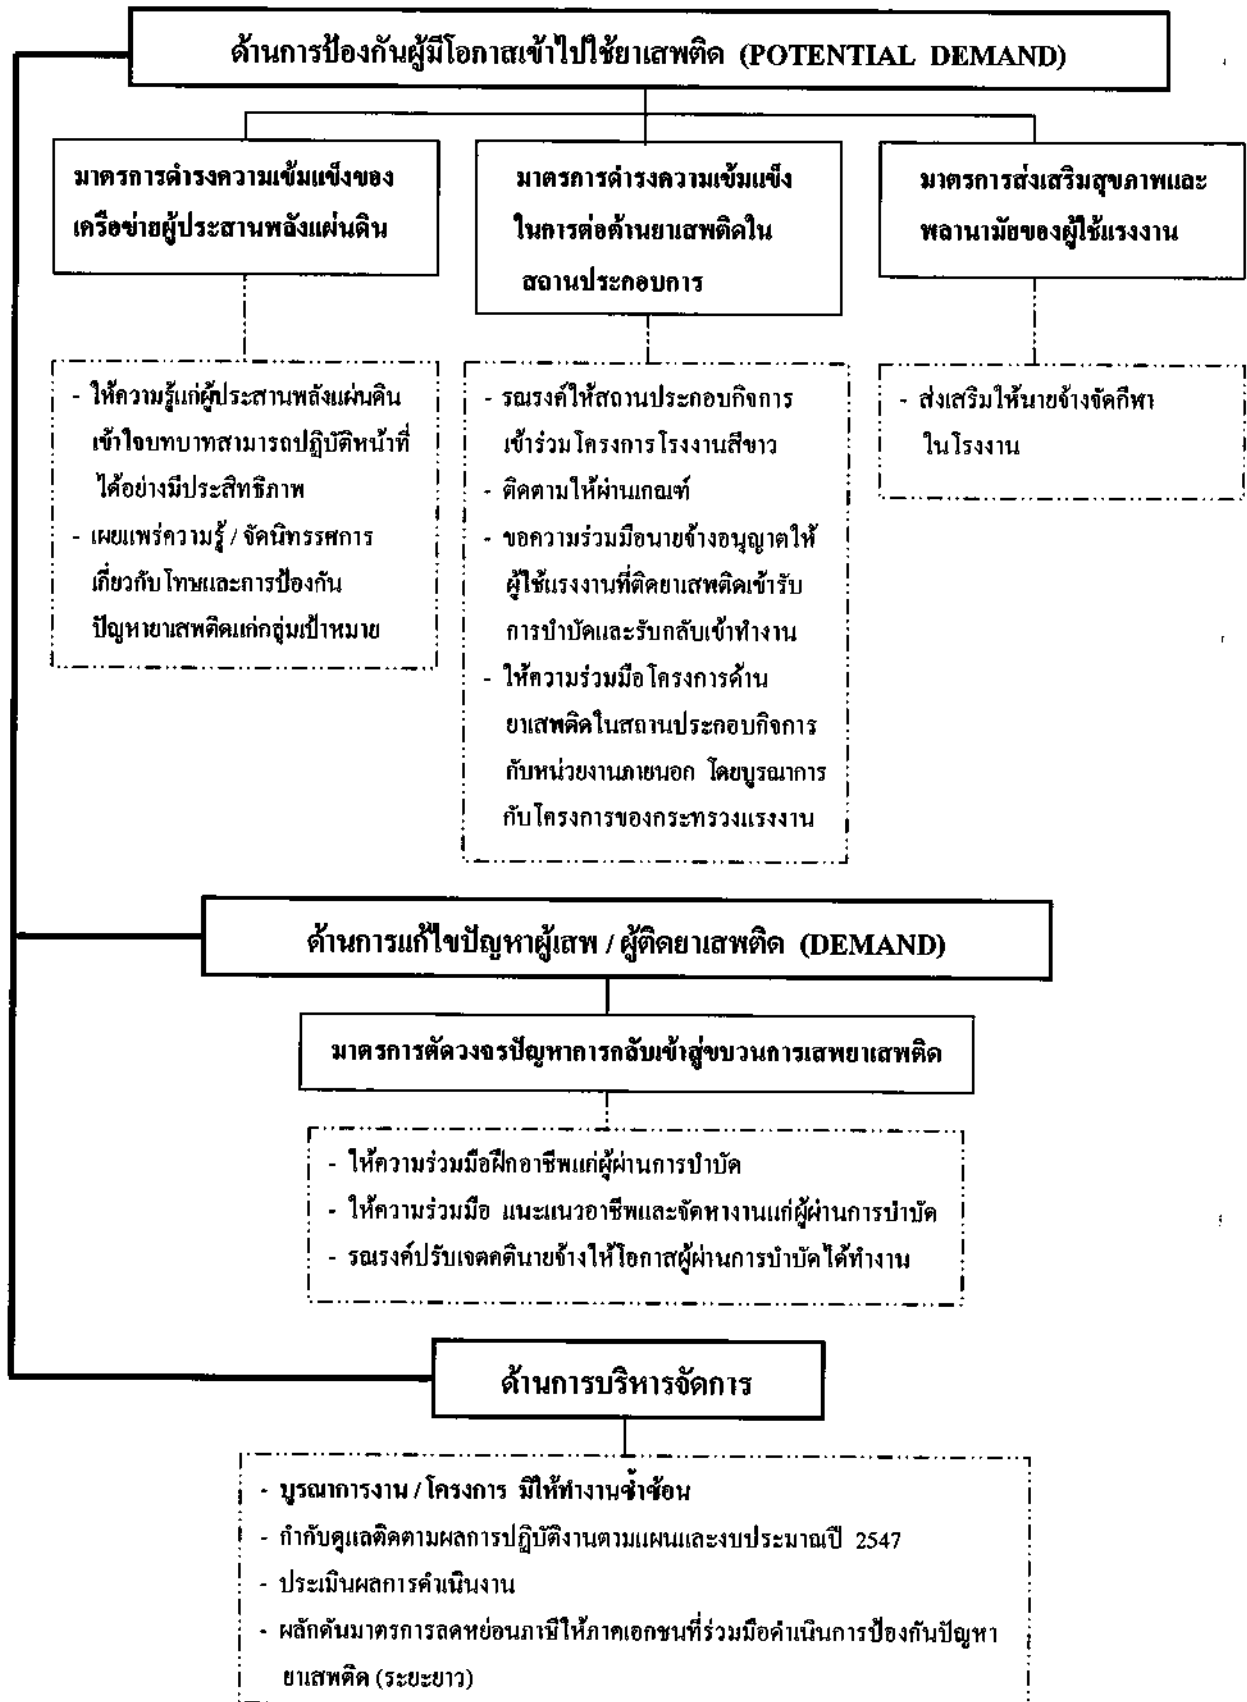 ด้านการป้องกันผู้มีโอกาสเข้าไปใช้ยาเสพติด (POTENTIAL DEMAND)
มาตรการดำรงความเข้มแข็งของ
เครือข่ายผู้ประสานพลังแผ่นดิน
มาตรการดำรงความเข้มแข็ง
ในการต่อต้านยาเสพติดใน
สถานประกอบการ
มาตรการส่งเสริมสุขภาพและ
พลานามัยของผู้ใช้แรงงาน
- ให้ความรู้แก่ผู้ประสานพลังแผ่นดิน
เข้าใจบทบาทสามารถปฏิบัติหน้าที่
ได้อย่างมีประสิทธิภาพ
- เผยแพร่ความรู้ / จัดนิทรรศการ
เกี่ยวกับโทษและการป้องกัน
ปัญหายาเสพติดแก่กลุ่มเป้าหมาย
- รณรงค์ให้สถานประกอบกิจการ
เข้าร่วมโครงการโรงงานสีขาว
- ติดตามให้ผ่านเกณฑ์
- ขอความร่วมมือนายจ้างอนุญาตให้
ผู้ใช้แรงงานที่ติดยาเสพติดเข้ารับ
การบำบัดและรับกลับเข้าทำงาน
- ให้ความร่วมมือโครงการด้าน
ยาเสพติดในสถานประกอบกิจการ
กับหน่วยงานภายนอก โดยบูรณาการ
กับโครงการของกระทรวงแรงงาน
- ส่งเสริมให้นายจ้างจัดกีฬา
ในโรงงาน
ด้านการแก้ไขปัญหาผู้เสพ / ผู้ติดยาเสพติด (DEMAND)
มาตรการตัดวงจรปัญหาการกลับเข้าสู่ขบวนการเสพยาเสพติด
- ให้ความร่วมมือฝึกอาชีพแก่ผู้ผ่านการบำบัด
- ให้ความร่วมมือ แนะแนวอาชีพและจัดหางานแก่ผู้ผ่านการบำบัด
- รณรงค์ปรับเจตคตินายจ้างให้โอกาสผู้ผ่านการบำบัดได้ทำงาน
ด้านการบริหารจัดการ
- บูรณาการงาน / โครงการ มิให้ทำงานซ้ำซ้อน
- กำกับดูแลติดตามผลการปฏิบัติงานตามแผนและงบประมาณปี 2547
- ประเมินผลการดำเนินงาน
- ผลักดันมาตรการลดหย่อนภาษีให้ภาคเอกชนที่ร่วมมือดำเนินการป้องกันปัญหา
ยาเสพติด (ระยะยาว)